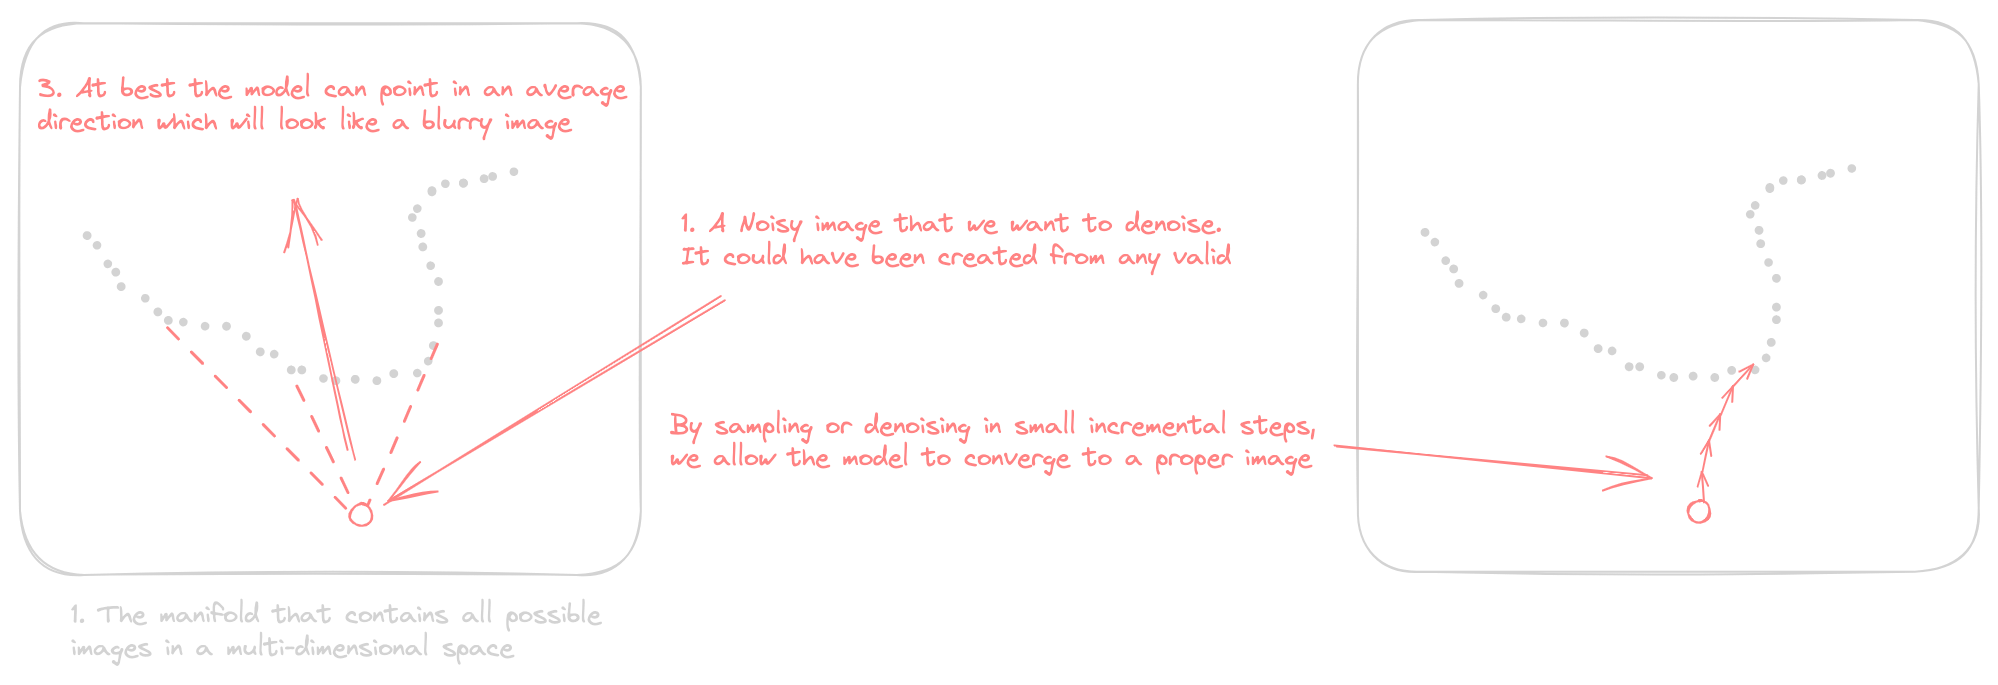 3. At best the model can point in an average
direction which will look like a blurry image
1. A Noisy image that we want to denoise.
It could have been created from any valid
By sampling or denoising in small incremental steps,
we allow the model to converge to a proper image
1. The manifold that contains all possible
images in a multi-dimensional space